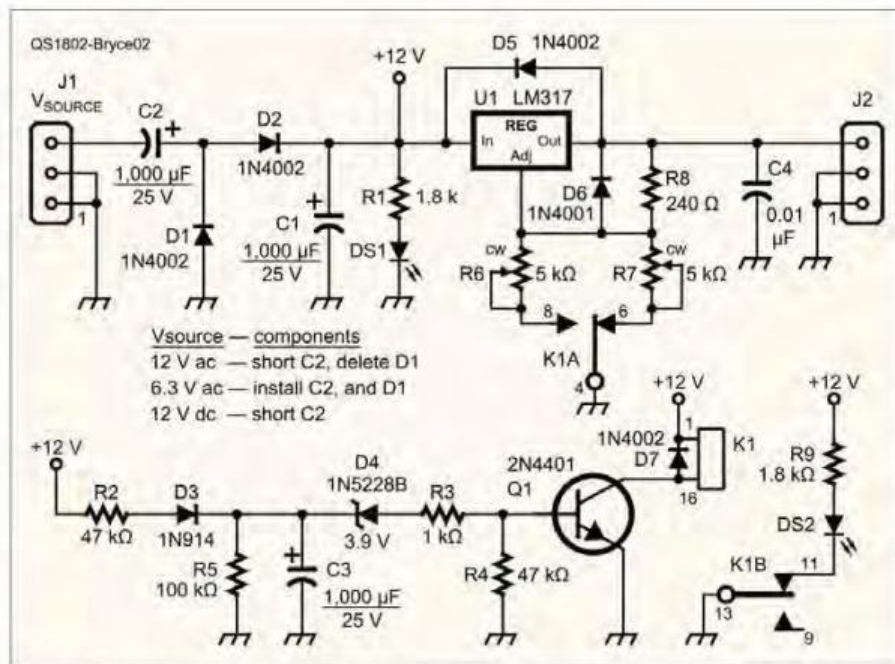 QS1802-Bryce02
J1
VSOURCE
C2
+
1,000 µF
25 V
1
D1
1N4002
D2
1N4002
+
C1
1,000 µF
25 V
+12 V
R1
1.8 k
DS1
D5 1N4002
U1 LM317
REG
In Out
Adj
D6
1N4001
R8
240 Ω
C4
0.01
µF
J2
1
cw
R6
5 kΩ
cw
R7
5 kΩ
8
6
K1A
4
Vsource — components
12 V ac — short C2, delete D1
6.3 V ac — install C2, and D1
12 V dc — short C2
+12 V
R2
47 kΩ
D3
1N914
R5
100 kΩ
+
C3
1,000 µF
25 V
D4
1N5228B
3.9 V
R3
1 kΩ
R4
47 kΩ
2N4401
Q1
+12 V
1
1N4002
D7
K1
16
+12 V
R9
1.8 kΩ
DS2
K1B
11
13
9